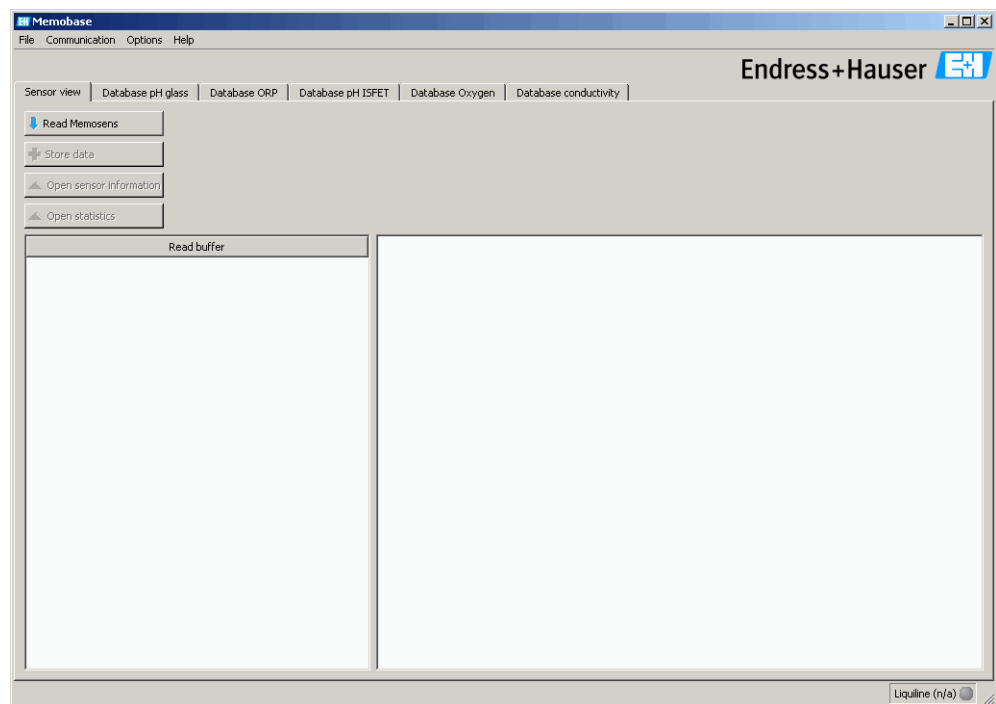 Memobase
File Communication Options Help
Endress+Hauser EH
Sensor view Database pH glass Database ORP Database pH ISFET Database Oxygen Database conductivity
Read Memosens
Store data
Open sensor information
Open statistics
Read buffer
Liquiline (n/a)